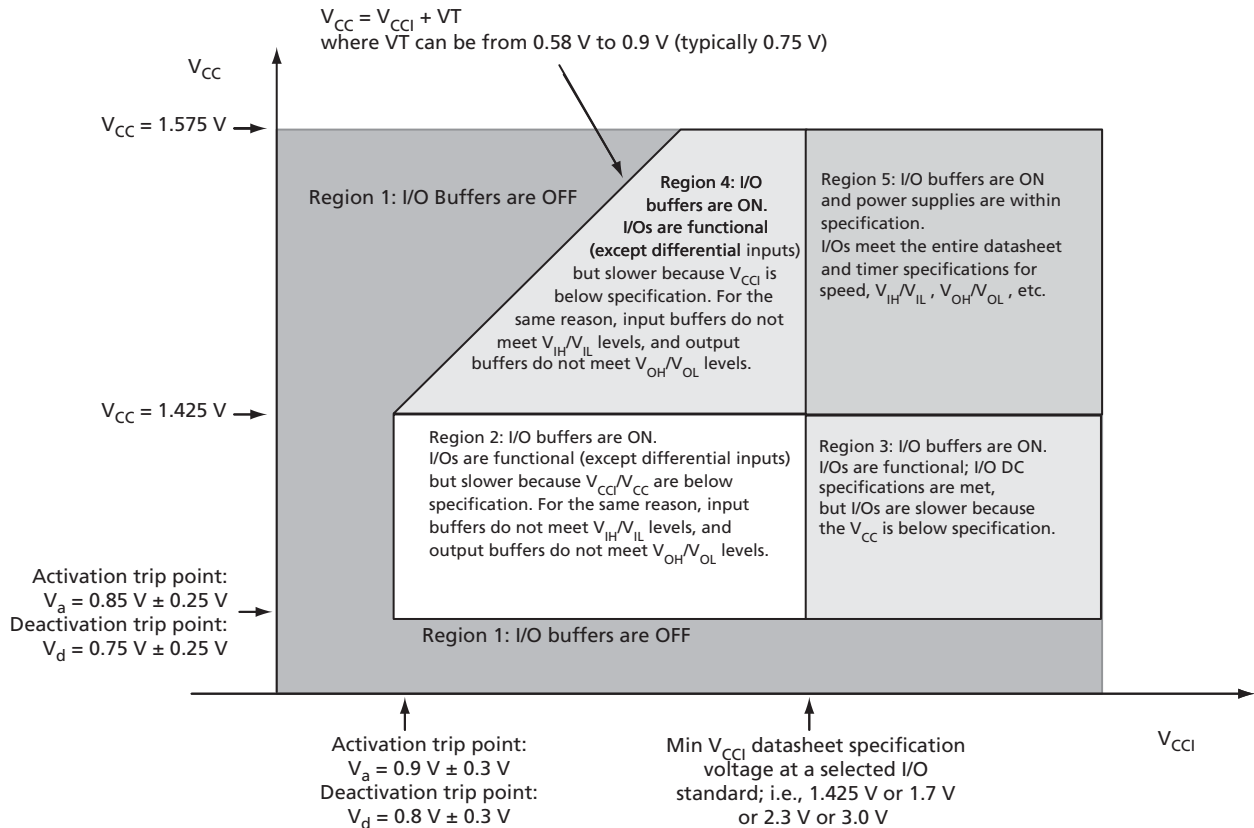 V_CC = V_CCI + VT
where VT can be from 0.58 V to 0.9 V (typically 0.75 V)
V_CC
V_CC = 1.575 V
Region 1: I/O Buffers are OFF
Region 4: I/O
buffers are ON.
I/Os are functional
(except differential inputs)
but slower because V_CCI is
below specification. For the
same reason, input buffers do not
meet V_IH/V_IL levels, and output
buffers do not meet V_OH/V_OL levels.
Region 5: I/O buffers are ON
and power supplies are within
specification.
I/Os meet the entire datasheet
and timer specifications for
speed, V_IH/V_IL , V_OH/V_OL , etc.
V_CC = 1.425 V
Region 2: I/O buffers are ON.
I/Os are functional (except differential inputs)
but slower because V_CCI/V_CC are below
specification. For the same reason, input
buffers do not meet V_IH/V_IL levels, and
output buffers do not meet V_OH/V_OL levels.
Region 3: I/O buffers are ON.
I/Os are functional; I/O DC
specifications are met,
but I/Os are slower because
the V_CC is below specification.
Activation trip point:
V_a = 0.85 V ± 0.25 V
Deactivation trip point:
V_d = 0.75 V ± 0.25 V
Region 1: I/O buffers are OFF
Activation trip point:
V_a = 0.9 V ± 0.3 V
Deactivation trip point:
V_d = 0.8 V ± 0.3 V
Min V_CCI datasheet specification
voltage at a selected I/O
standard; i.e., 1.425 V or 1.7 V
or 2.3 V or 3.0 V
V_CCI